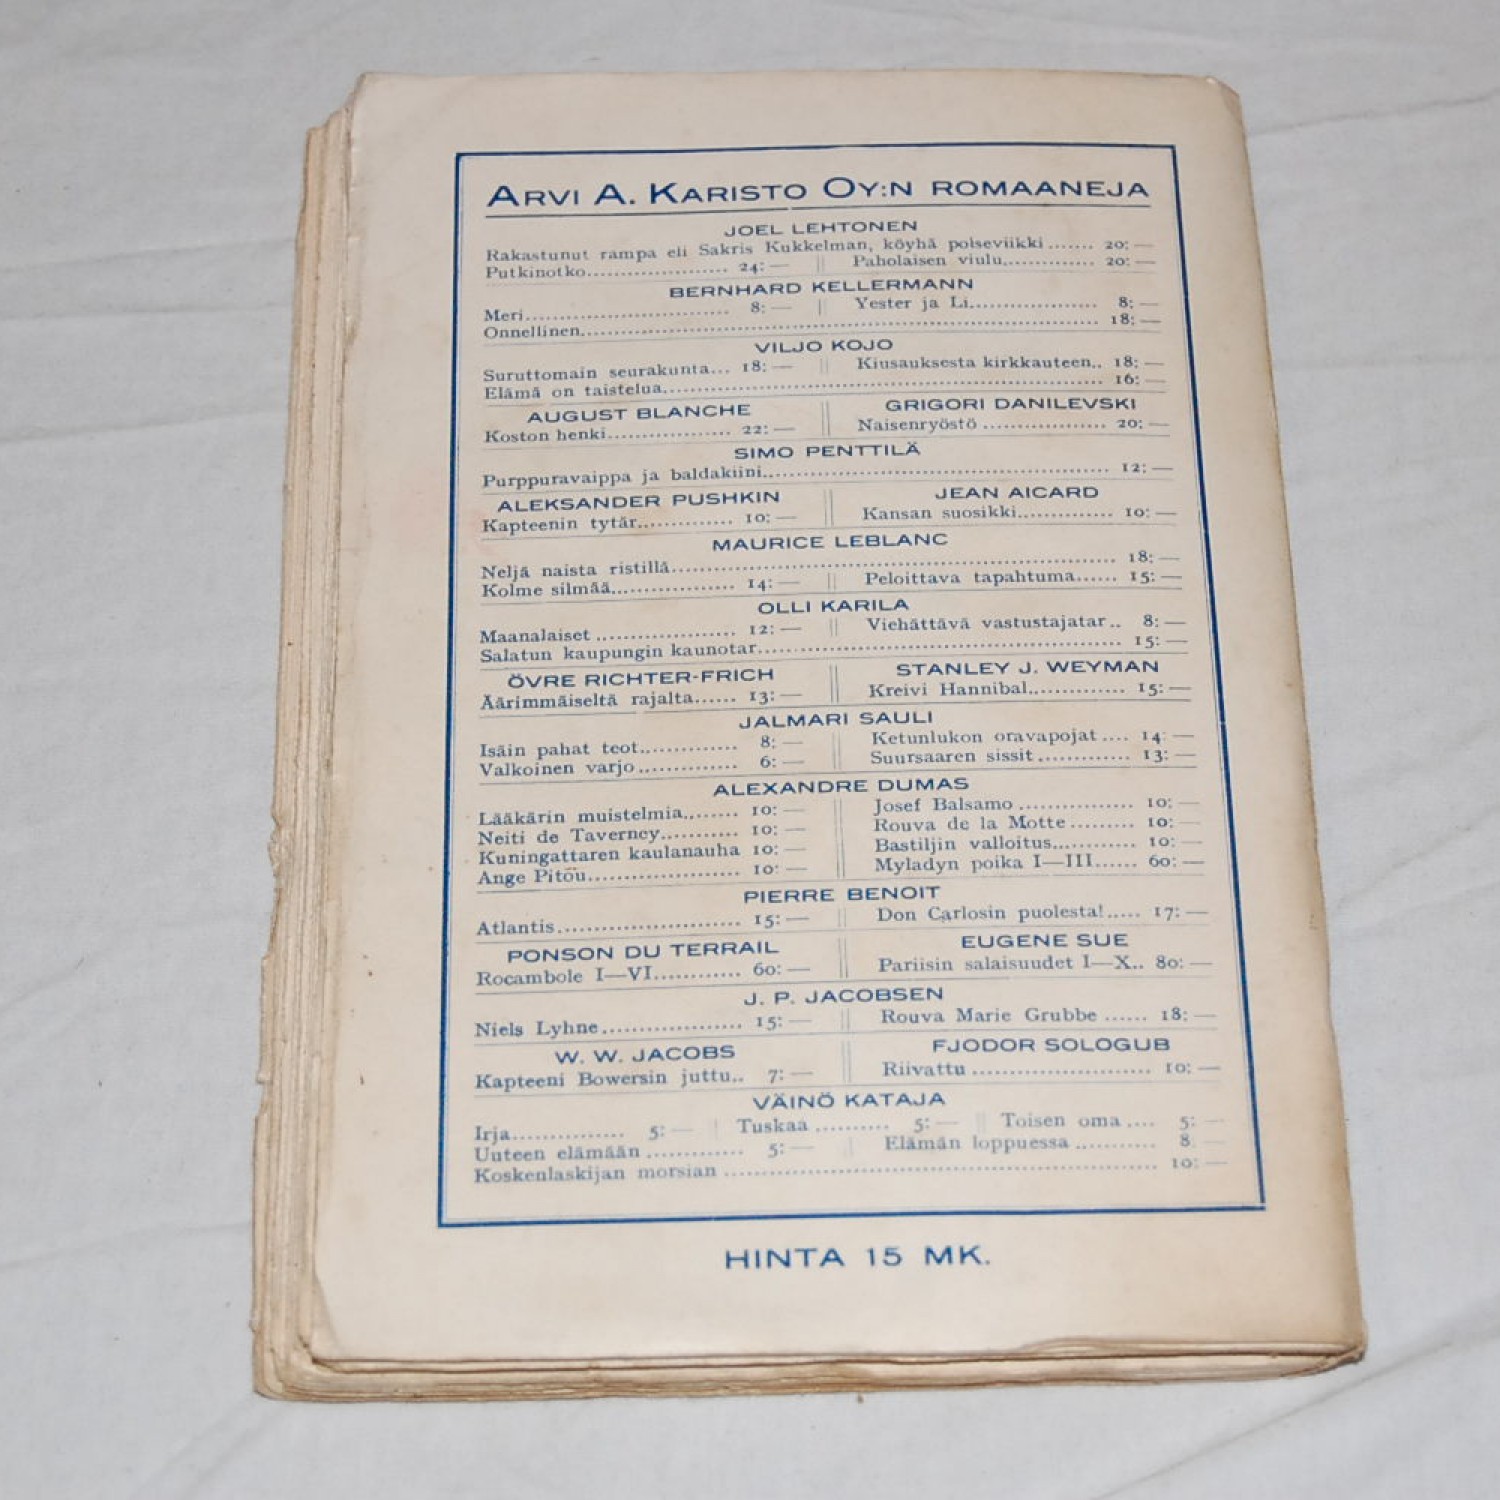 ARVI A. KARISTO OY:N ROMAANEJA
JOEL LEHTONEN
Rakastunut rampa eli Sakris Kukkelman, köyhä polseviikki ....... 20: —
Putkinotko..................... 24: — Paholaisen viulu.............. 20: —
BERNHARD KELLERMANN
Meri.............................. 8: — Yester ja Li................... 8: —
Onnellinen.............................................................................. 18: —
VILJO KOJO
Suruttomain seurakunta... 18: — Kiusauksesta kirkkauteen.. 18: —
Elämä on taistelua.................................................................. 16: —
AUGUST BLANCHE GRIGORI DANILEVSKI
Koston henki.................. 22: — Naisenryöstö .................. 20: —
SIMO PENTTILÄ
Purppuravaippa ja baldakiini.................................................... 12: —
ALEKSANDER PUSHKIN JEAN AICARD
Kapteenin tytär.............. 10: — Kansan suosikki.............. 10: —
MAURICE LEBLANC
Neljä naista ristillä.................................................................. 18: —
Kolme silmää.................. 14: — Peloittava tapahtuma...... 15: —
OLLI KARILA
Maanalaiset .................... 12: — Viehättävä vastustajatar.. 8: —
Salatun kaupungin kaunotar...................................................... 15: —
ÖVRE RICHTER-FRICH STANLEY J. WEYMAN
Äärimmäiseltä rajalta...... 13: — Kreivi Hannibal.............. 15: —
JALMARI SAULI
Isäin pahat teot.............. 8: — Ketunlukon oravapojat .... 14: —
Valkoinen varjo .............. 6: — Suursaaren sissit ............. 13: —
ALEXANDRE DUMAS
Lääkärin muistelmia........ 10: — Josef Balsamo ................. 10: —
Neiti de Taverney........... 10: — Rouva de la Motte......... 10: —
Kuningattaren kaulanauha 10: — Bastiljin valloitus............ 10: —
Ange Pitou...................... 10: — Myladyn poika I—III...... 60: —
PIERRE BENOIT
Atlantis........................... 15: — Don Carlosin puolesta!..... 17: —
PONSON DU TERRAIL EUGENE SUE
Rocambole I—VI............ 60: — Pariisin salaisuudet I—X.. 80: —
J. P. JACOBSEN
Niels Lyhne.................... 15: — Rouva Marie Grubbe ...... 18: —
W. W. JACOBS FJODOR SOLOGUB
Kapteeni Bowersin juttu.. 7: — Riivattu .......................... 10: —
VÄINÖ KATAJA
Irja................ 5: — Tuskaa .......... 5: — Toisen oma .... 5: —
Uuteen elämään ............. 5: — Elämän loppuessa ........... 8. —
Koskenlaskijan morsian ............................................................ 10: —
HINTA 15 MK.